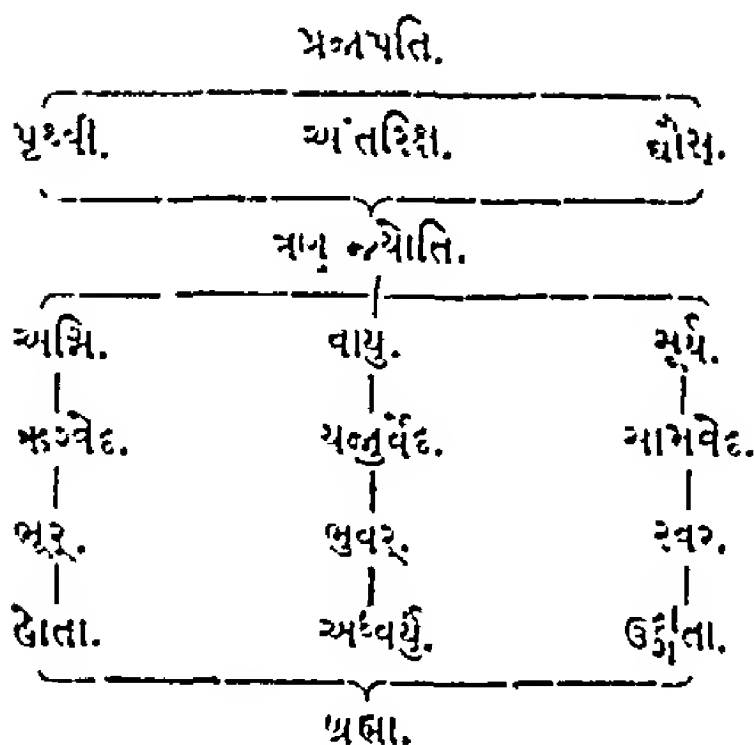 પ્રજાપતિ.
પૃથ્વી. અંતરિક્ષ. દ્યૌસ્.
ત્રણ જ્યોતિ.
અગ્નિ. વાયુ. સૂર્ય.
ઋગ્વેદ. યજુર્વેદ. સામવેદ.
ભૂર્. ભુવર્. સ્વર.
હોતા. અધ્વર્યુ. ઉદ્ગાતા.
બ્રહ્મા.